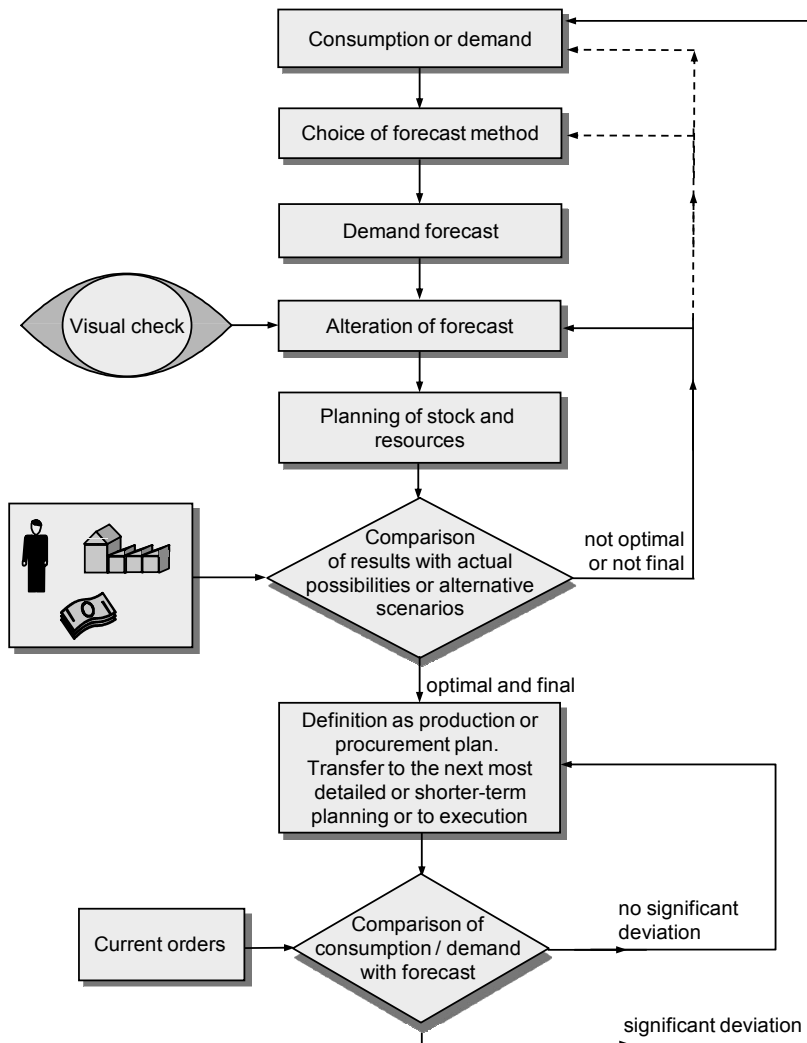 Consumption or demand
Choice of forecast method
Demand forecast
Visual check
Alteration of forecast
Planning of stock and
resources
Comparison
of results with actual
possibilities or alternative
scenarios
not optimal
or not final
optimal and final
Definition as production or
procurement plan.
Transfer to the next most
detailed or shorter-term
planning or to execution
Current orders
Comparison of
consumption / demand
with forecast
no significant
deviation
significant deviation